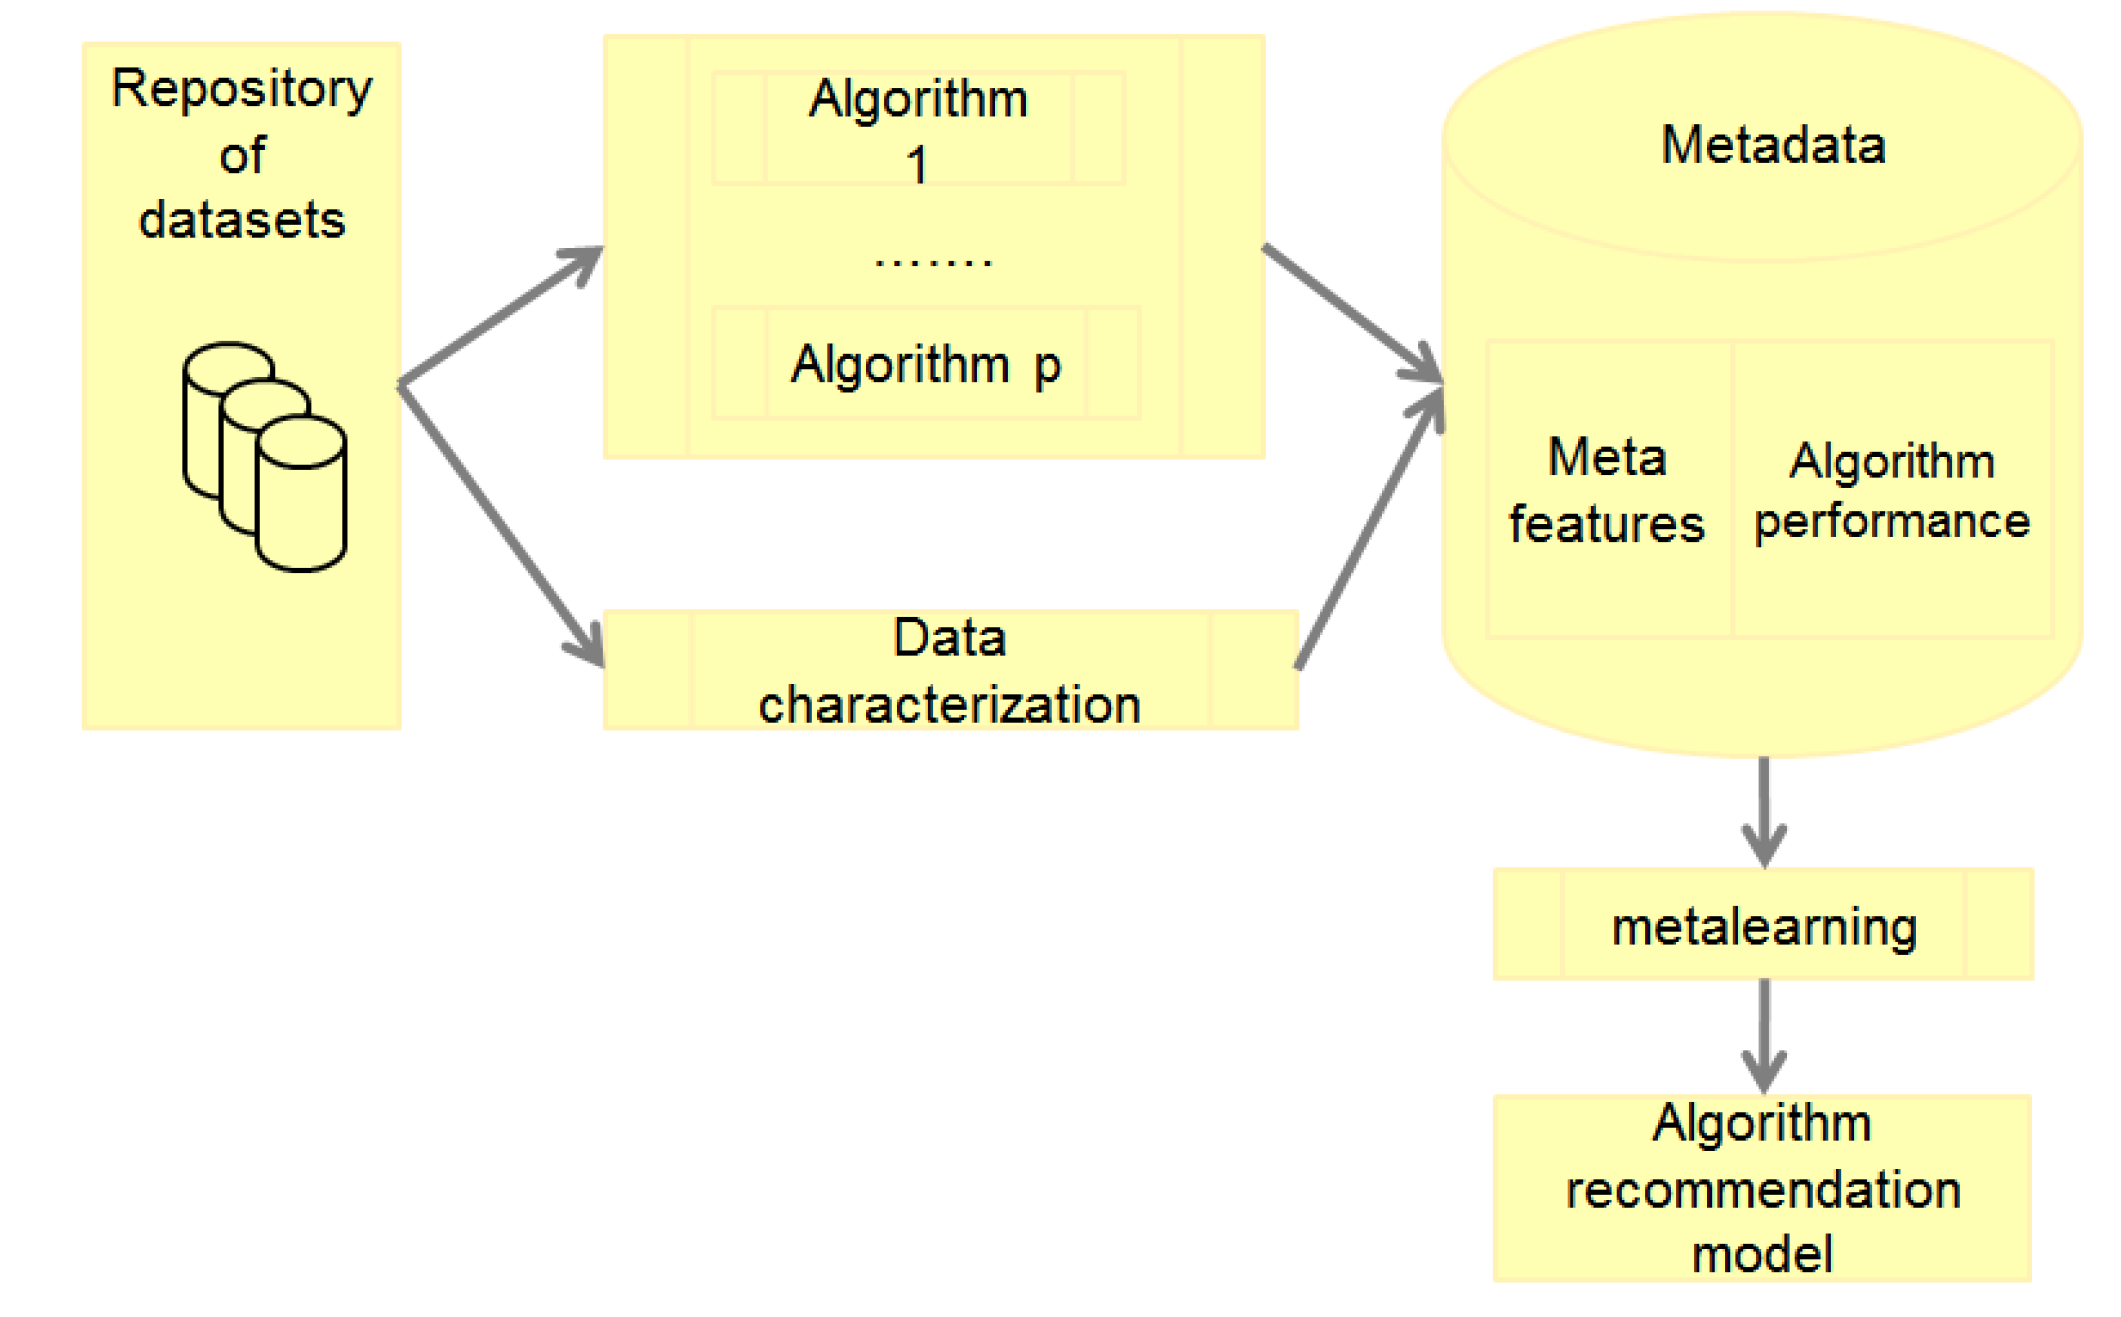 Repository
of
datasets
Algorithm
1
.......
Algorithm p
Data
characterization
Metadata
Meta
features
Algorithm
performance
metalearning
Algorithm
recommendation
model